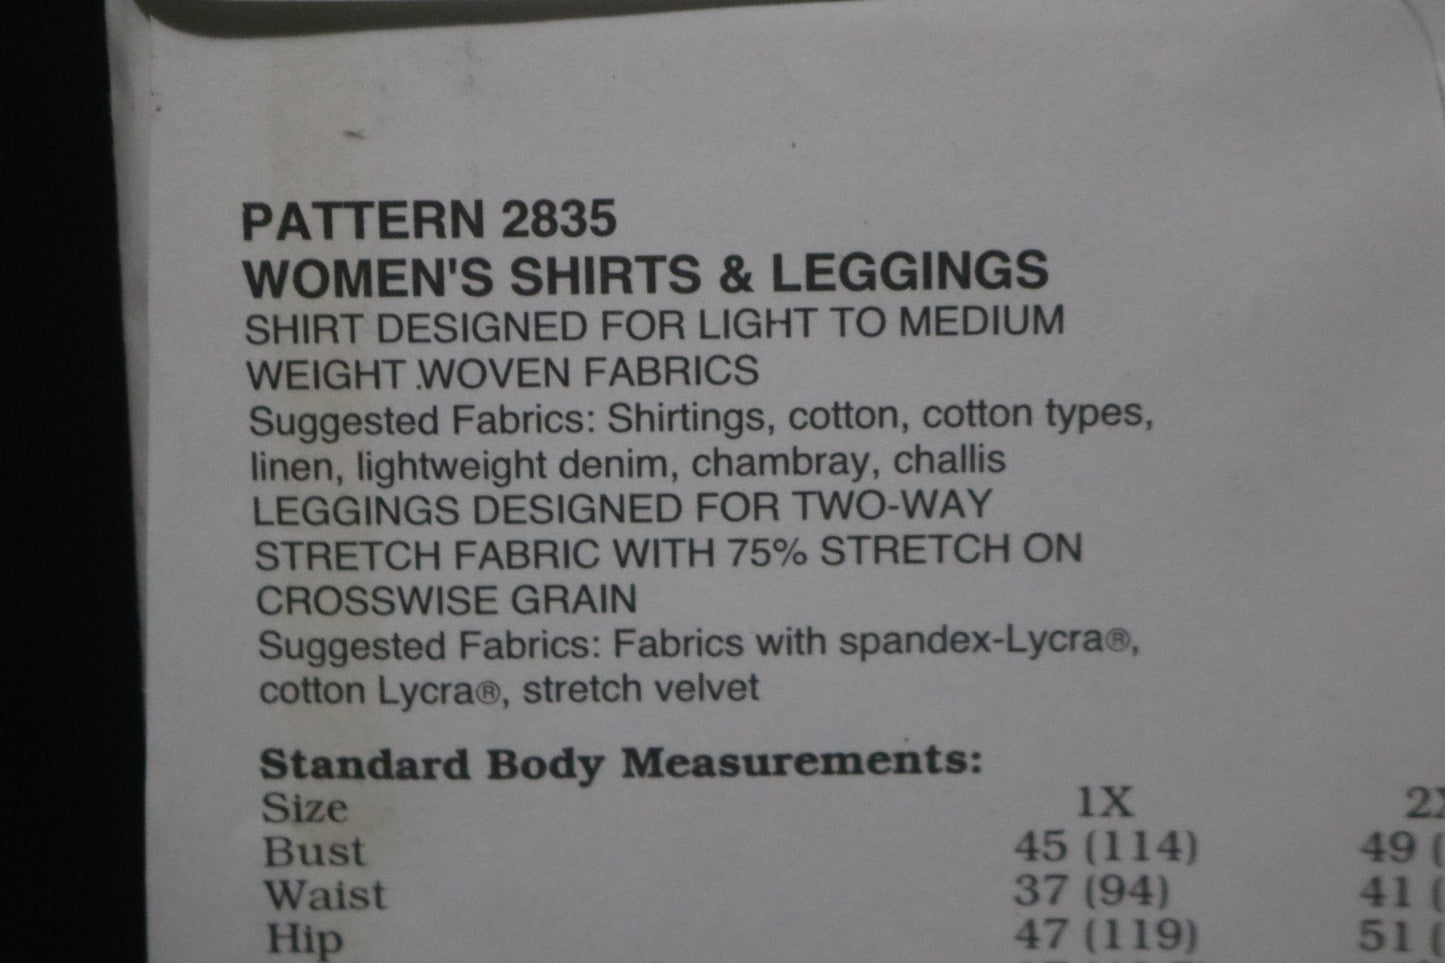 PATTERN 2835
WOMEN'S SHIRTS & LEGGINGS
SHIRT DESIGNED FOR LIGHT TO MEDIUM
WEIGHT .WOVEN FABRICS
Suggested Fabrics: Shirtings, cotton, cotton types,
linen, lightweight denim, chambray, challis
LEGGINGS DESIGNED FOR TWO-WAY
STRETCH FABRIC WITH 75% STRETCH ON
CROSSWISE GRAIN
Suggested Fabrics: Fabrics with spandex-Lycra®,
cotton Lycra®, stretch velvet
Standard Body Measurements:
Size 1X
Bust 45 (114) 49 (
Waist 37 (94) 41 (
Hip 47 (119) 51 (